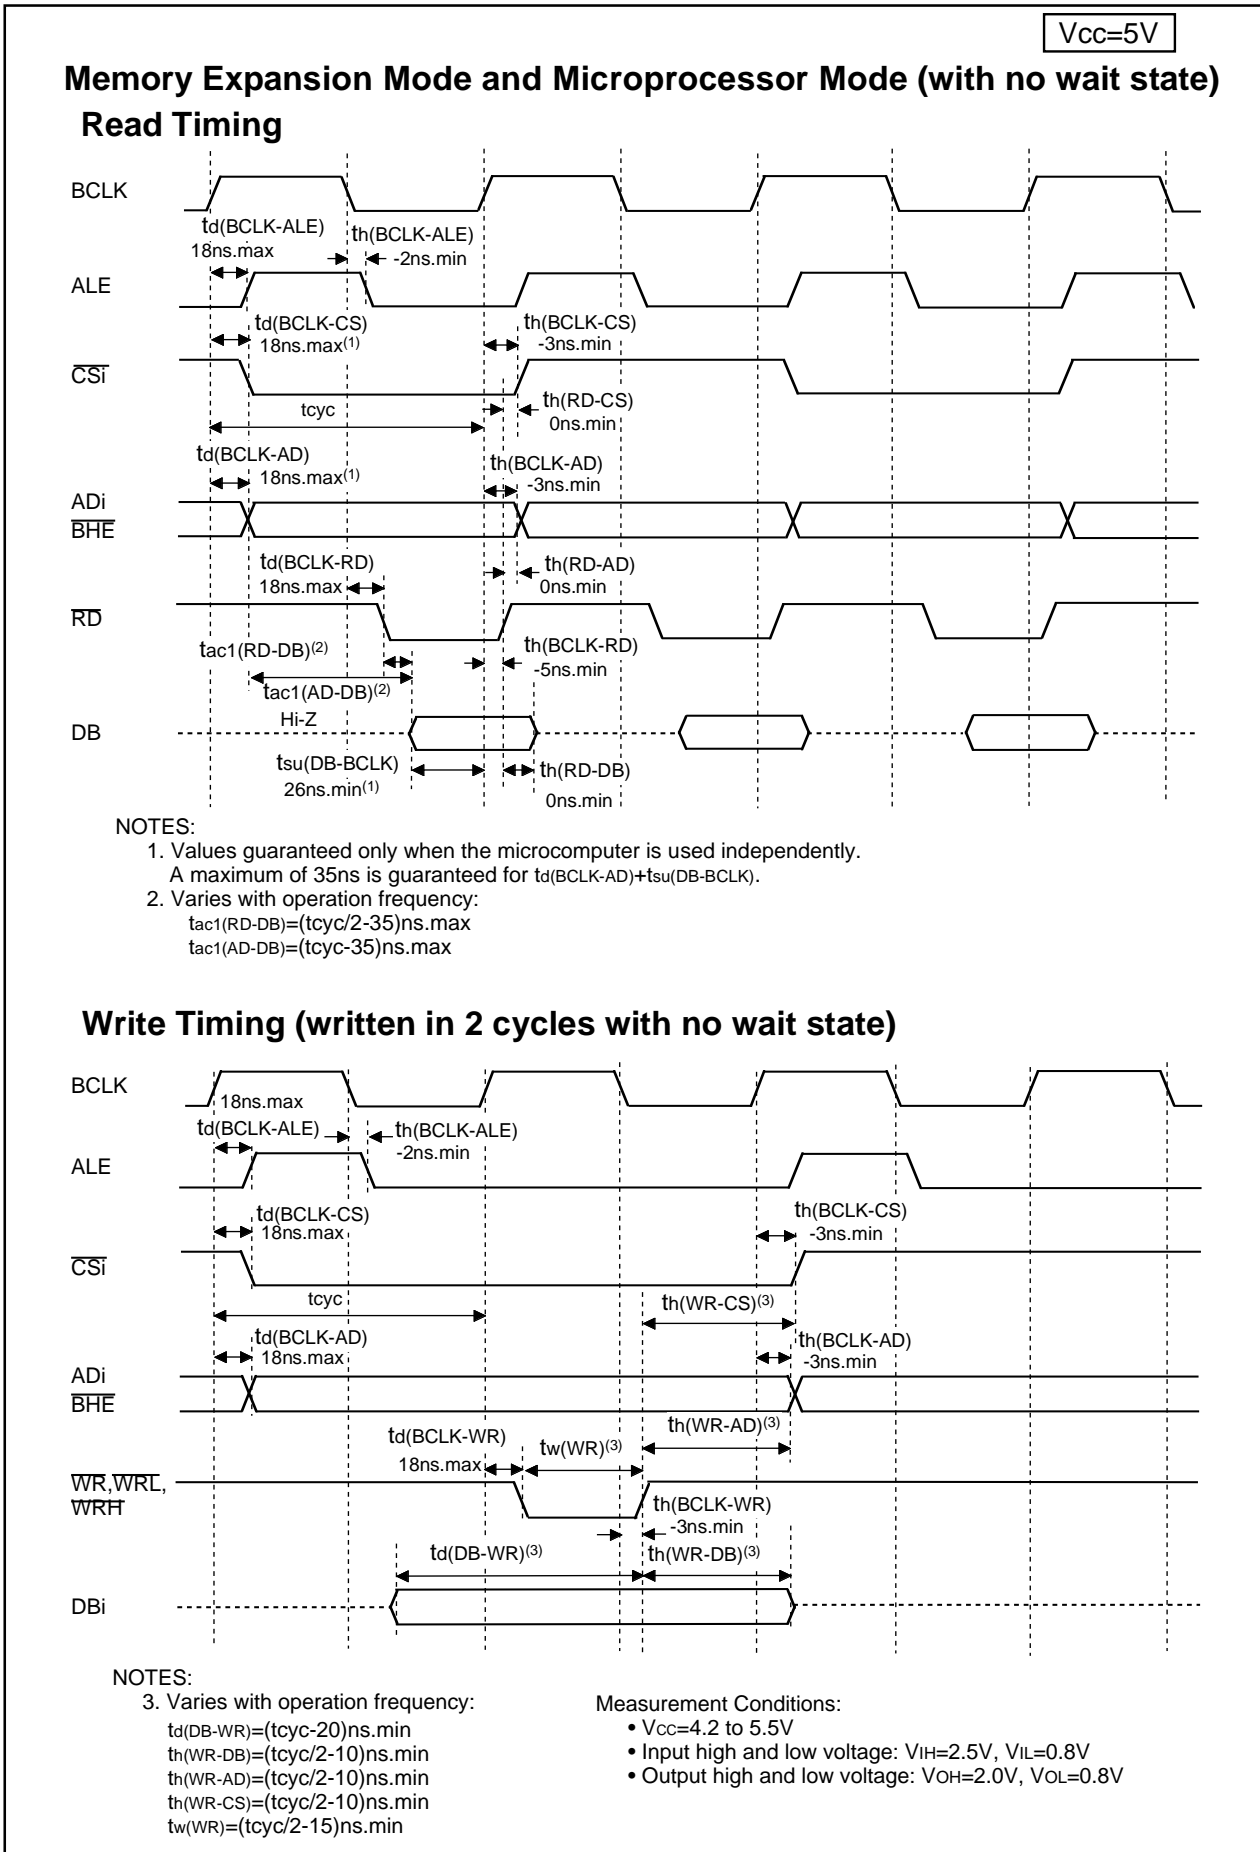 Vcc=5V
Memory Expansion Mode and Microprocessor Mode (with no wait state)
Read Timing
BCLK
td(BCLK-ALE)
18ns.max
th(BCLK-ALE)
-2ns.min
ALE
td(BCLK-CS)
18ns.max(1)
th(BCLK-CS)
-3ns.min
CSi
tcyc
th(RD-CS)
0ns.min
td(BCLK-AD)
18ns.max(1)
th(BCLK-AD)
-3ns.min
ADi
BHE
td(BCLK-RD)
18ns.max
th(RD-AD)
0ns.min
RD
tac1(RD-DB)(2)
th(BCLK-RD)
-5ns.min
tac1(AD-DB)(2)
Hi-Z
DB
tsu(DB-BCLK)
26ns.min(1)
th(RD-DB)
0ns.min
NOTES:
1. Values guaranteed only when the microcomputer is used independently.
A maximum of 35ns is guaranteed for td(BCLK-AD)+tsu(DB-BCLK).
2. Varies with operation frequency:
tac1(RD-DB)=(tcyc/2-35)ns.max
tac1(AD-DB)=(tcyc-35)ns.max
Write Timing (written in 2 cycles with no wait state)
BCLK
18ns.max
td(BCLK-ALE)
th(BCLK-ALE)
-2ns.min
ALE
td(BCLK-CS)
18ns.max
th(BCLK-CS)
-3ns.min
CSi
tcyc
th(WR-CS)(3)
td(BCLK-AD)
18ns.max
th(BCLK-AD)
-3ns.min
ADi
BHE
td(BCLK-WR)
18ns.max
tw(WR)(3)
th(WR-AD)(3)
WR,WRL,
WRH
th(BCLK-WR)
-3ns.min
td(DB-WR)(3)
th(WR-DB)(3)
DBi
NOTES:
3. Varies with operation frequency:
td(DB-WR)=(tcyc-20)ns.min
th(WR-DB)=(tcyc/2-10)ns.min
th(WR-AD)=(tcyc/2-10)ns.min
th(WR-CS)=(tcyc/2-10)ns.min
tw(WR)=(tcyc/2-15)ns.min
Measurement Conditions:
• VCC=4.2 to 5.5V
• Input high and low voltage: VIH=2.5V, VIL=0.8V
• Output high and low voltage: VOH=2.0V, VOL=0.8V